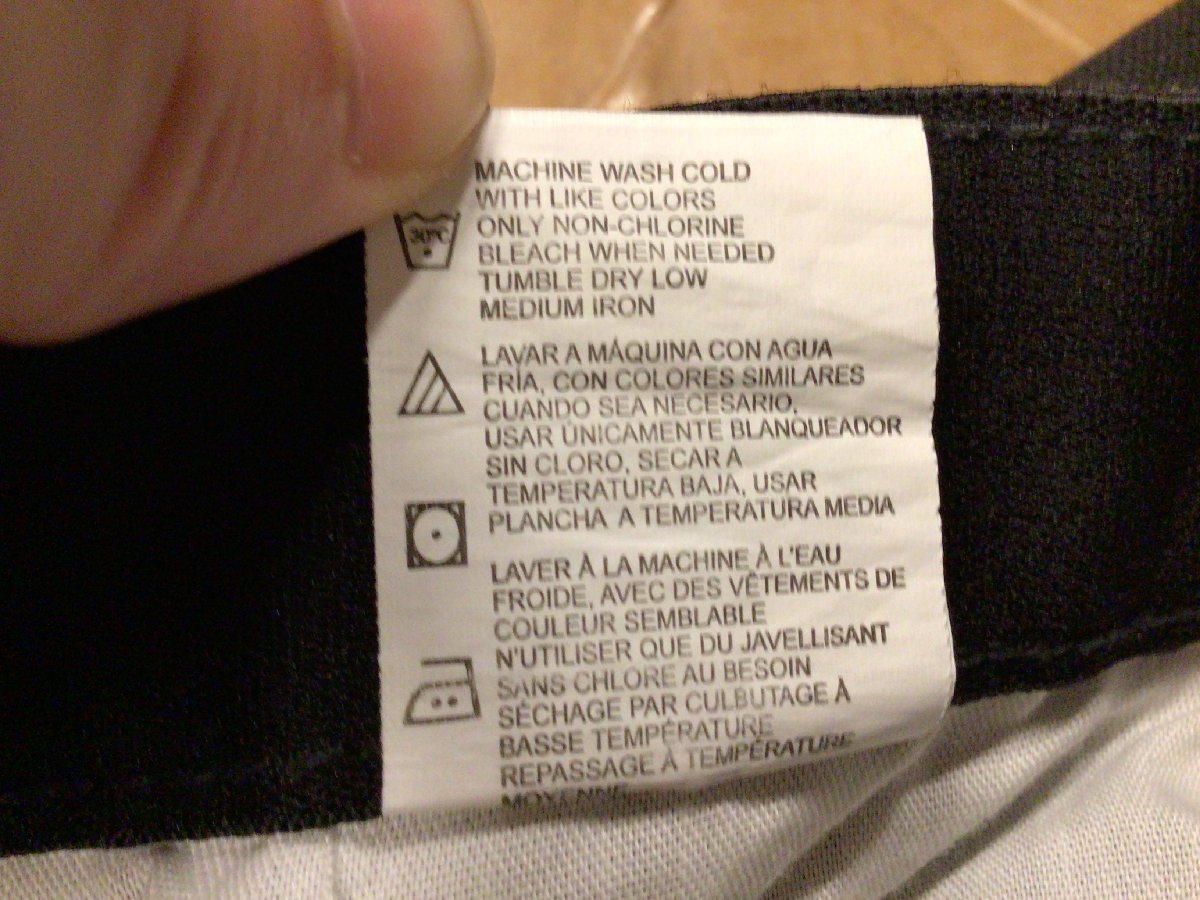 MACHINE WASH COLD
WITH LIKE COLORS
ONLY NON-CHLORINE
BLEACH WHEN NEEDED
TUMBLE DRY LOW
MEDIUM IRON
30°C
LAVAR A MÁQUINA CON AGUA
FRÍA, CON COLORES SIMILARES
CUANDO SEA NECESARIO,
USAR ÚNICAMENTE BLANQUEADOR
SIN CLORO, SECAR A
TEMPERATURA BAJA, USAR
PLANCHA A TEMPERATURA MEDIA
LAVER À LA MACHINE À L'EAU
FROIDE, AVEC DES VÊTEMENTS DE
COULEUR SEMBLABLE
N'UTILISER QUE DU JAVELLISANT
SANS CHLORE AU BESOIN
SÉCHAGE PAR CULBUTAGE À
BASSE TEMPÉRATURE
REPASSAGE À TEMPÉRATURE
MOYENNE